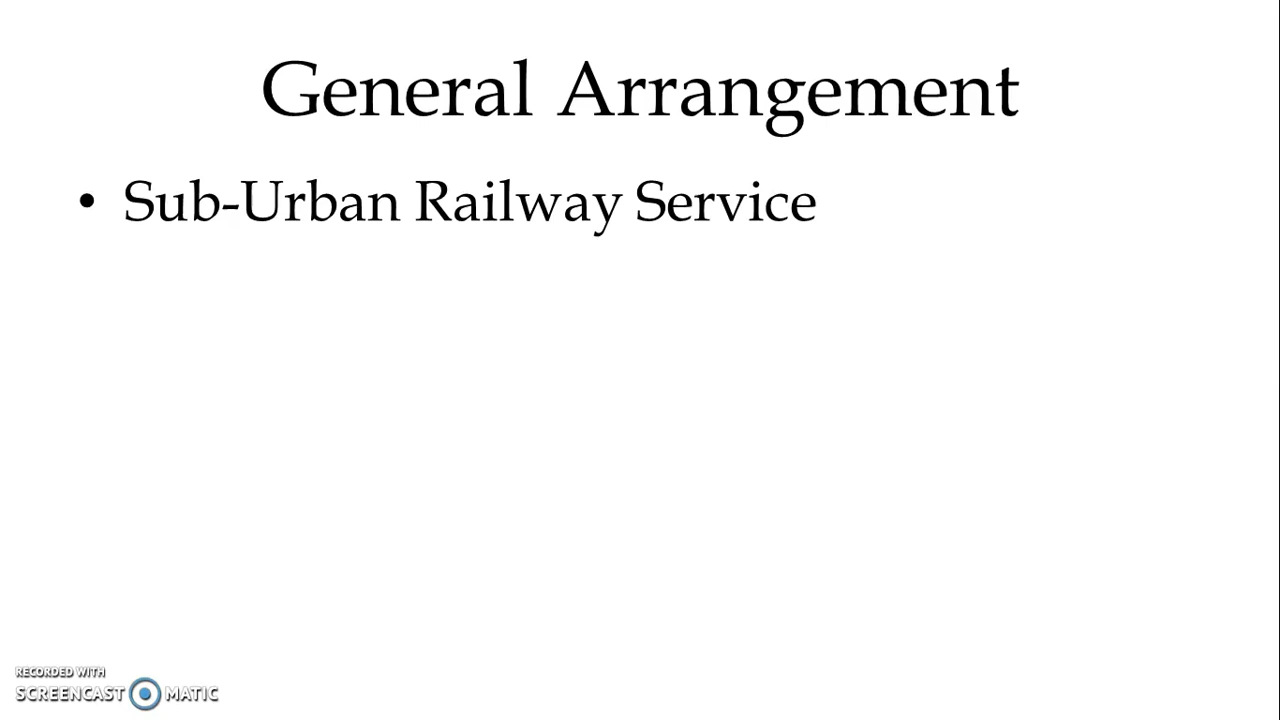 General Arrangement
• Sub-Urban Railway Service
RECORDED WITH
SCREENCAST MATIC